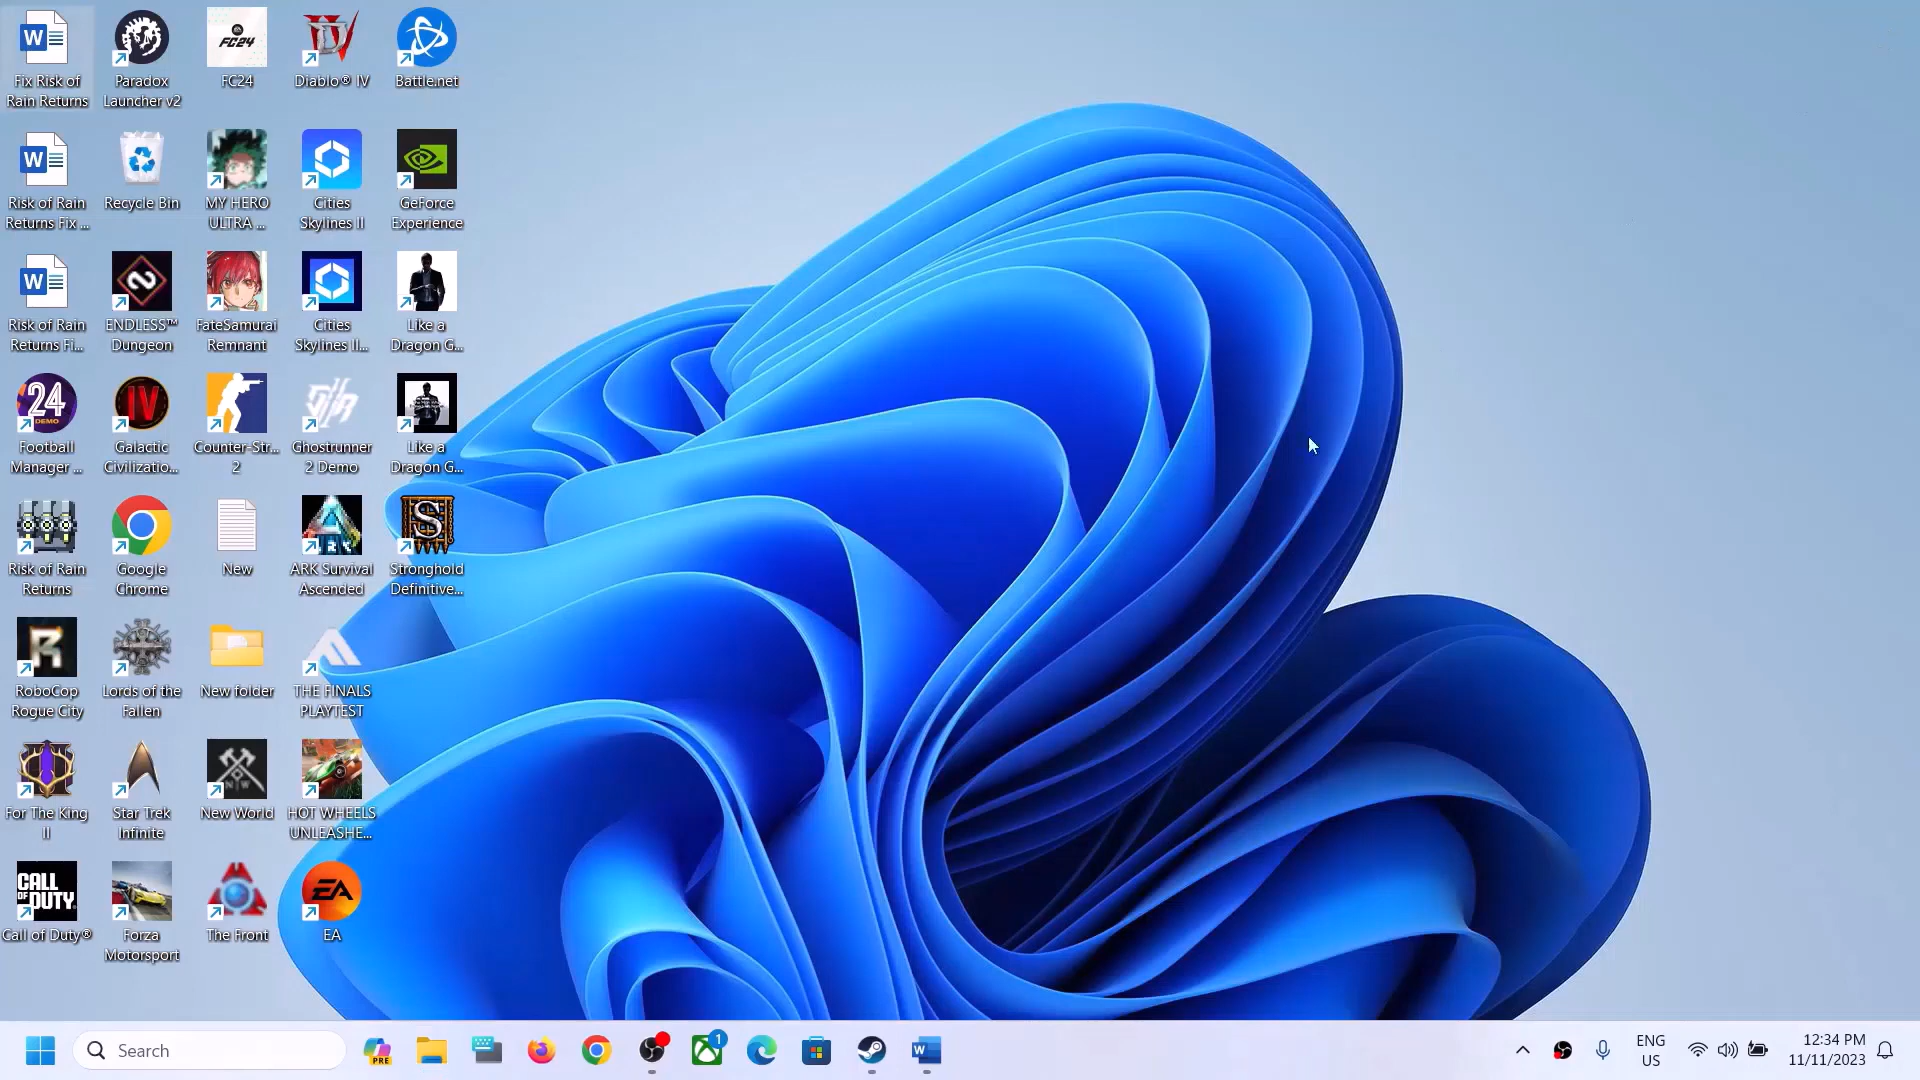 Fix Risk of
Rain Returns
Paradox
Launcher v2
FC24
Diablo® IV
Battle.net
Risk of Rain
Returns Fix ...
Recycle Bin
MY HERO
ULTRA ...
Cities
Skylines II
GeForce
Experience
Risk of Rain
Returns Fi...
ENDLESS™
Dungeon
FateSamurai
Remnant
Cities
Skylines II...
Like a
Dragon G...
24
DEMO
Football
Manager ...
IV
Galactic
Civilizatio...
Counter-Str...
2
Ghostrunner
2 Demo
Like a
Dragon G...
Risk of Rain
Returns
Google
Chrome
New
ARK Survival
Ascended
S
Stronghold
Definitive...
R
RoboCop
Rogue City
Lords of the
Fallen
New folder
THE FINALS
PLAYTEST
For The King
II
Star Trek
Infinite
New World
HOT WHEELS
UNLEASHE...
CALL
OF DUTY
Call of Duty®
Forza
Motorsport
The Front
EA
EA
Search
PRE
1
W
ENG
US
12:34 PM
11/11/2023